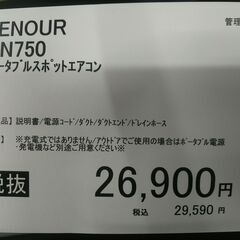 ENOUR
N750
ータブルスポットエアコン
管理
品】説明書/電源コード/ダクト/ダクトエンド/ドレインホース
※充電式ではありません/アウトドアでご使用の場合はポータブル電源
・発電機など別途ご用意ください※
税抜
26,900円
税込 29,590 円